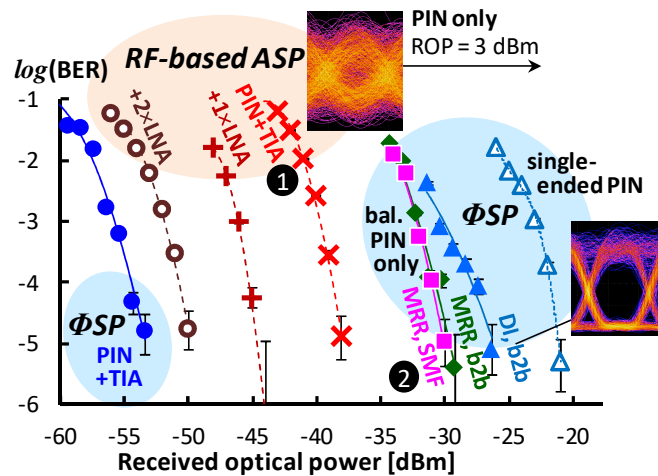 PIN only
ROP = 3 dBm
log(BER)
RF-based ASP
-1
-2
-3
-4
-5
-6
+2×LNA
+1×LNA
PIN+TIA
1
ΦSP
PIN
+TIA
bal.
PIN
only
ΦSP
single-
ended PIN
MRR, SMF
MRR, b2b
DI, b2b
2
-60 -55 -50 -45 -40 -35 -30 -25 -20
Received optical power [dBm]